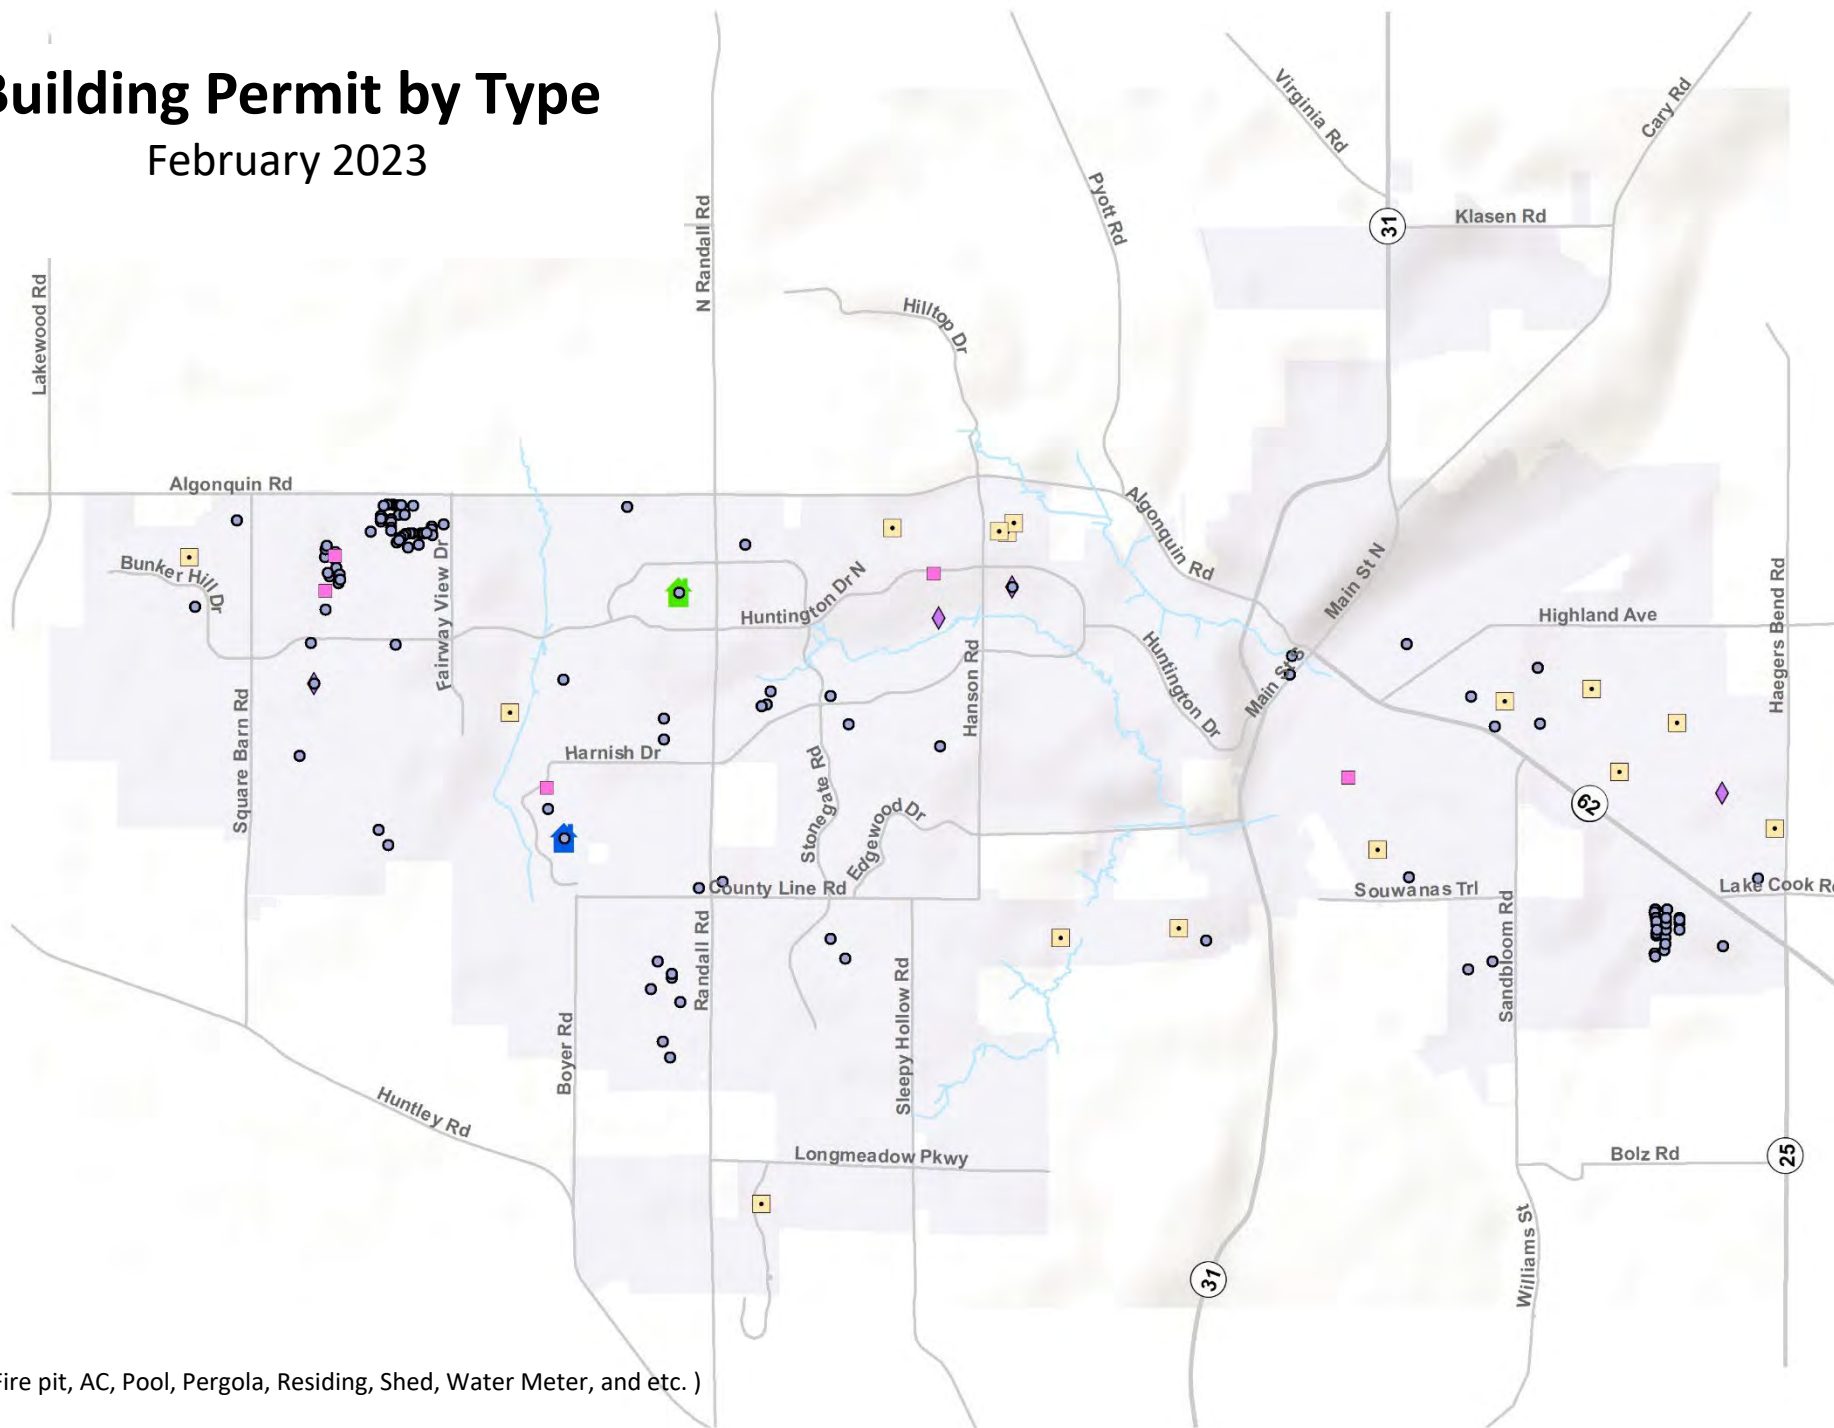 Building Permit by Type
February 2023
Virginia Rd
Cary Rd
Pyott Rd
N Randall Rd
31
Klasen Rd
Lakewood Rd
Hilltop Dr
Algonquin Rd
Algonquin Rd
Bunker Hill Dr
Fairway View Dr
Huntington Dr N
Main St N
Highland Ave
Haegers Bend Rd
Huntington Dr
Main St S
Hanson Rd
Square Barn Rd
Harnish Dr
Stonegate Rd
Edgewood Dr
62
County Line Rd
Souwanas Trl
Lake Cook Rd
Randall Rd
Sandbloom Rd
Sleepy Hollow Rd
Boyer Rd
Huntley Rd
Longmeadow Pkwy
Bolz Rd
25
Williams St
31
Fire pit, AC, Pool, Pergola, Residing, Shed, Water Meter, and etc. )